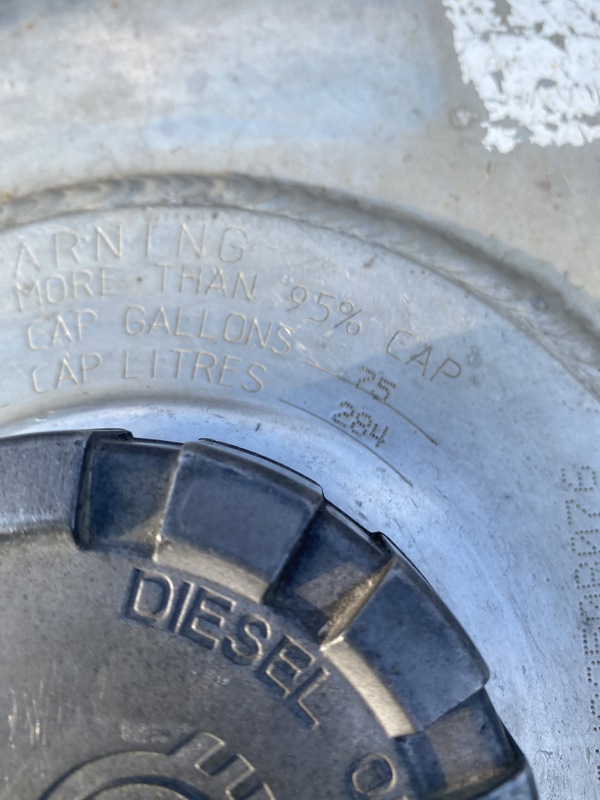 ARNING
MORE THAN 95% CAP
CAP GALLONS 75
CAP LITRES 284
DIESEL